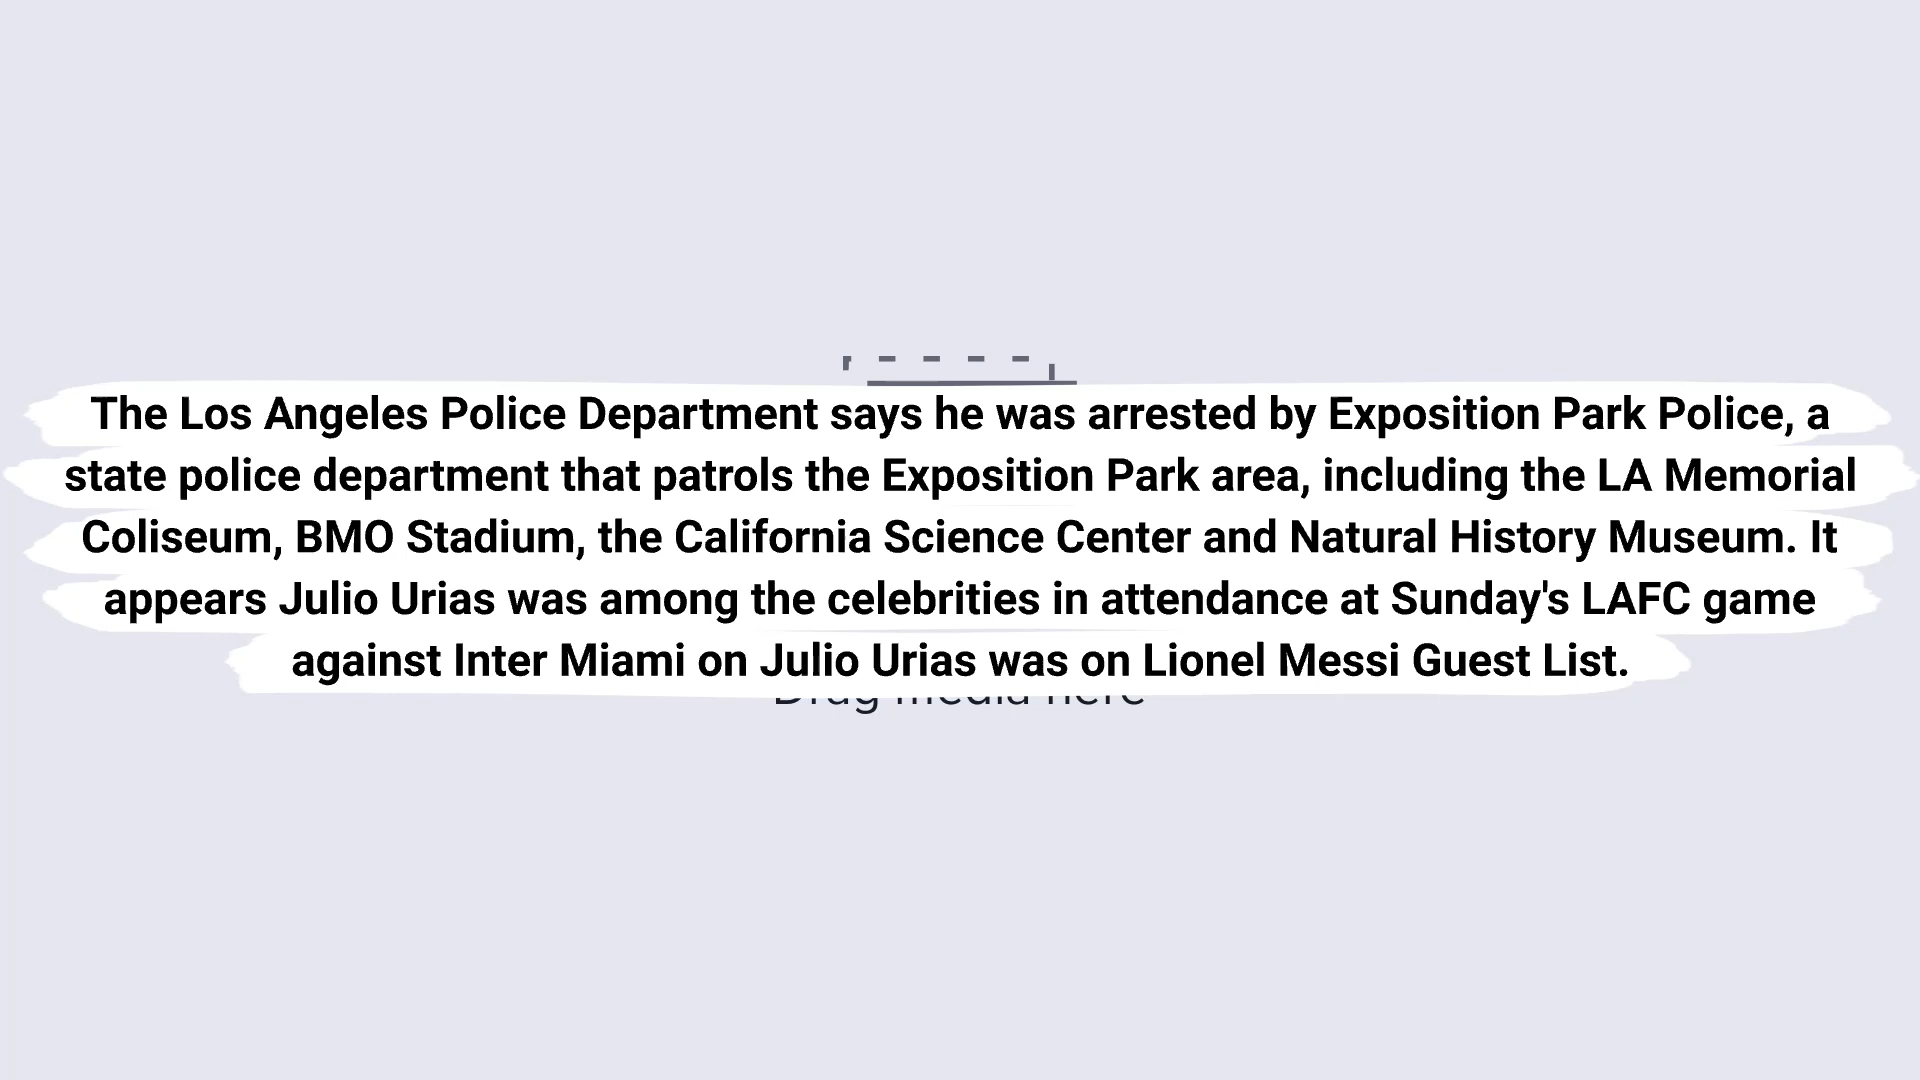 The Los Angeles Police Department says he was arrested by Exposition Park Police, a
state police department that patrols the Exposition Park area, including the LA Memorial
Coliseum, BMO Stadium, the California Science Center and Natural History Museum. It
appears Julio Urias was among the celebrities in attendance at Sunday's LAFC game
against Inter Miami on Julio Urias was on Lionel Messi Guest List.
Drag media here